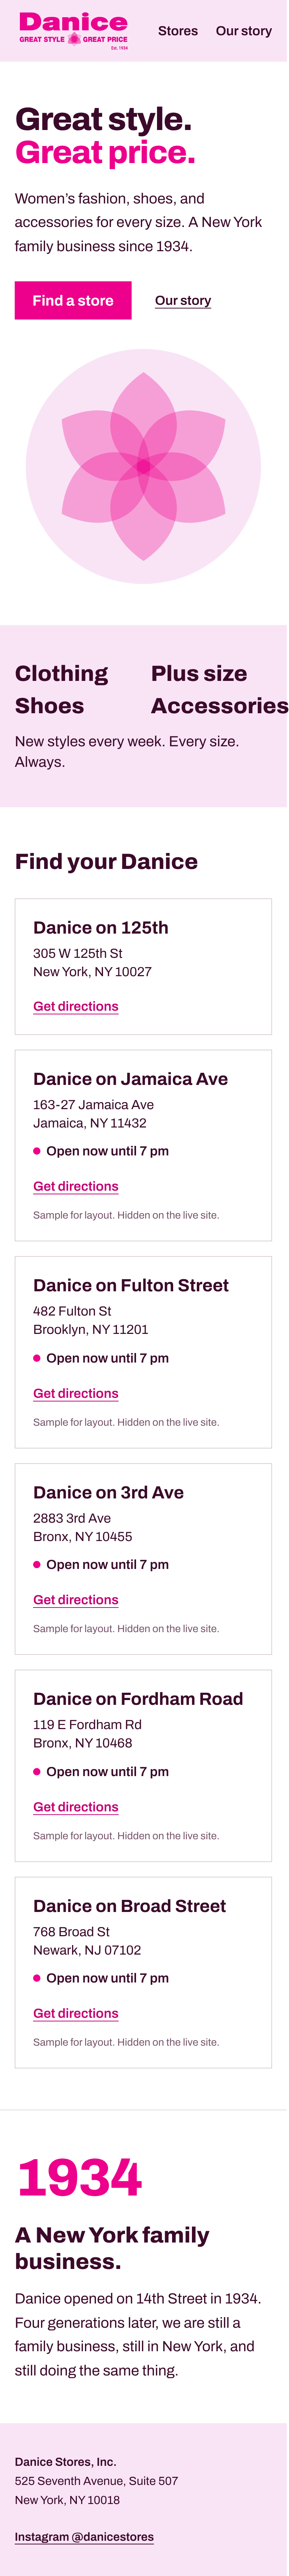 Danice
GREAT STYLE GREAT PRICE
Est. 1934
Stores Our story
Great style.
Great price.
Women’s fashion, shoes, and
accessories for every size. A New York
family business since 1934.
Find a store Our story
Clothing Plus size
Shoes Accessories
New styles every week. Every size.
Always.
Find your Danice
Danice on 125th
305 W 125th St
New York, NY 10027
Get directions
Danice on Jamaica Ave
163-27 Jamaica Ave
Jamaica, NY 11432
Open now until 7 pm
Get directions
Sample for layout. Hidden on the live site.
Danice on Fulton Street
482 Fulton St
Brooklyn, NY 11201
Open now until 7 pm
Get directions
Sample for layout. Hidden on the live site.
Danice on 3rd Ave
2883 3rd Ave
Bronx, NY 10455
Open now until 7 pm
Get directions
Sample for layout. Hidden on the live site.
Danice on Fordham Road
119 E Fordham Rd
Bronx, NY 10468
Open now until 7 pm
Get directions
Sample for layout. Hidden on the live site.
Danice on Broad Street
768 Broad St
Newark, NJ 07102
Open now until 7 pm
Get directions
Sample for layout. Hidden on the live site.
1934
A New York family
business.
Danice opened on 14th Street in 1934.
Four generations later, we are still a
family business, still in New York, and
still doing the same thing.
Danice Stores, Inc.
525 Seventh Avenue, Suite 507
New York, NY 10018
Instagram @danicestores